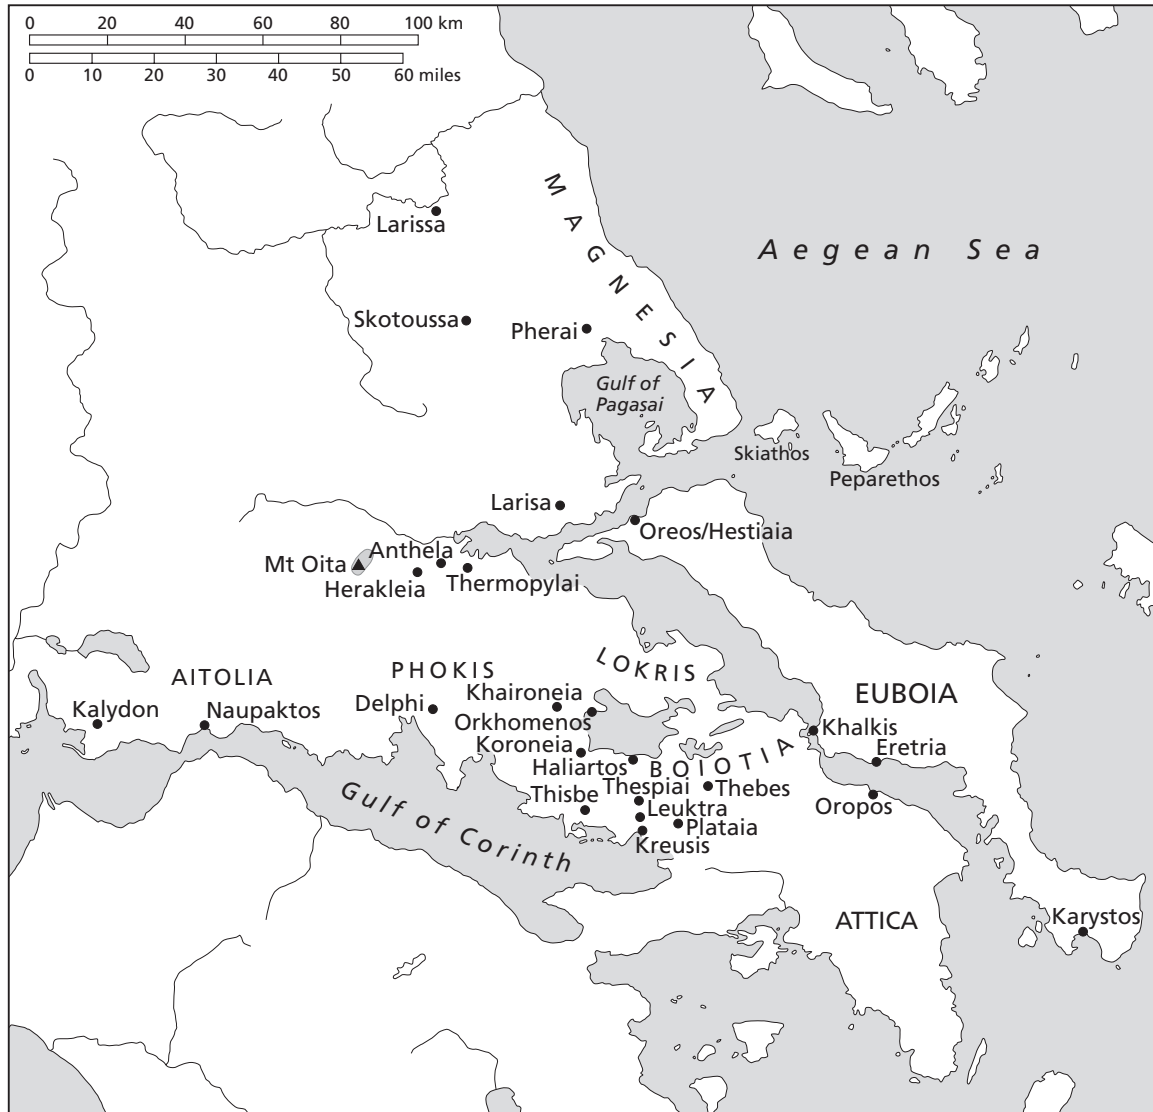 0 20 40 60 80 100 km
0 10 20 30 40 50 60 miles
MAGNESIA
Larissa
Aegean Sea
Skotoussa
Pherai
Gulf of
Pagasai
Skiathos
Peparethos
Larisa
Oreos/Hestiaia
Anthela
Mt Oita
Herakleia
Thermopylai
LOKRIS
PHOKIS
AITOLIA
Khaironeia
EUBOIA
Delphi
Kalydon
Naupaktos
Orkhomenos
Khalkis
Koroneia
Eretria
BOIOTIA
Haliartos
Thespiai
Thebes
Thisbe
Oropos
Leuktra
Plataia
Kreusis
Gulf of Corinth
ATTICA
Karystos